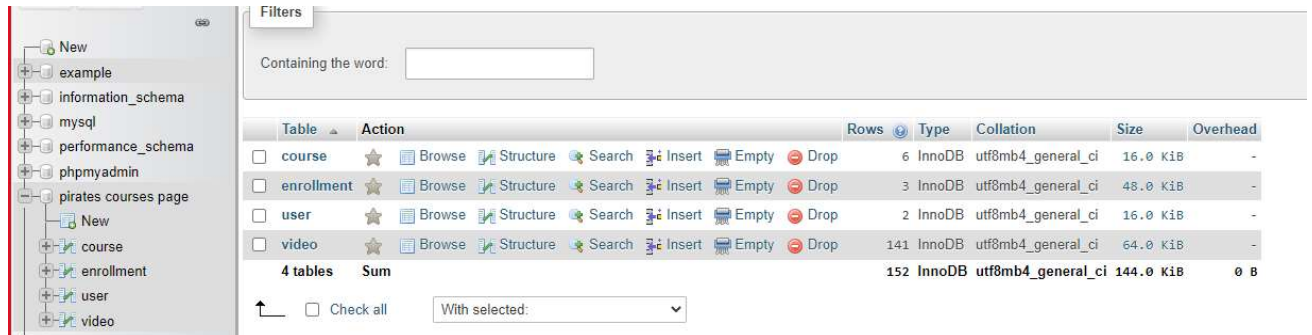 New
example
information_schema
mysql
performance_schema
phpmyadmin
pirates courses page
New
course
enrollment
user
video
Filters
Containing the word:
Table Action Rows Type Collation Size Overhead
course Browse Structure Search Insert Empty Drop 6 InnoDB utf8mb4_general_ci 16.0 KiB -
enrollment Browse Structure Search Insert Empty Drop 3 InnoDB utf8mb4_general_ci 48.0 KiB -
user Browse Structure Search Insert Empty Drop 2 InnoDB utf8mb4_general_ci 16.0 KiB -
video Browse Structure Search Insert Empty Drop 141 InnoDB utf8mb4_general_ci 64.0 KiB -
4 tables Sum 152 InnoDB utf8mb4_general_ci 144.0 KiB 0 B
Check all With selected: